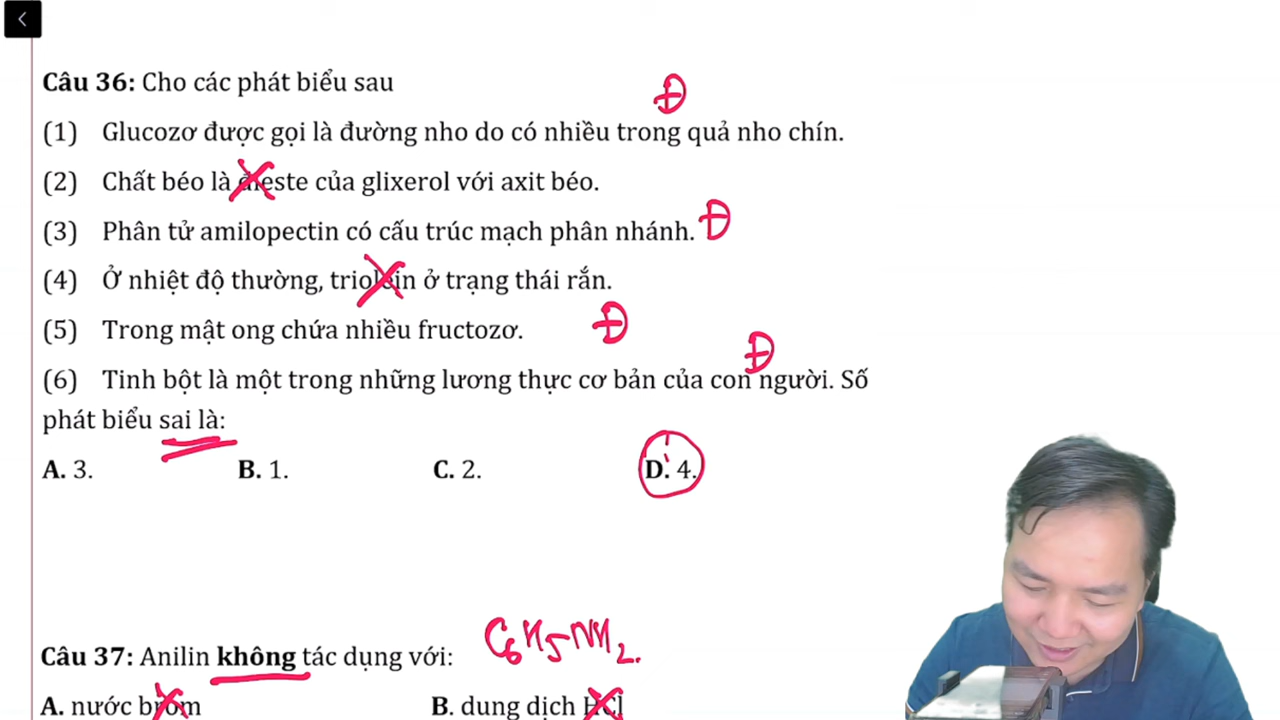 Câu 36: Cho các phát biểu sau
Đ
(1) Glucozơ được gọi là đường nho do có nhiều trong quả nho chín.
(2) Chất béo là đieste của glixerol với axit béo.
(3) Phân tử amilopectin có cấu trúc mạch phân nhánh. Đ
(4) Ở nhiệt độ thường, triolein ở trạng thái rắn.
(5) Trong mật ong chứa nhiều fructozơ. Đ
Đ
(6) Tinh bột là một trong những lương thực cơ bản của con người. Số
phát biểu sai là:
A. 3. B. 1. C. 2. D. 4.
C6H5-NH2.
Câu 37: Anilin không tác dụng với:
A. nước brom B. dung dịch HCl